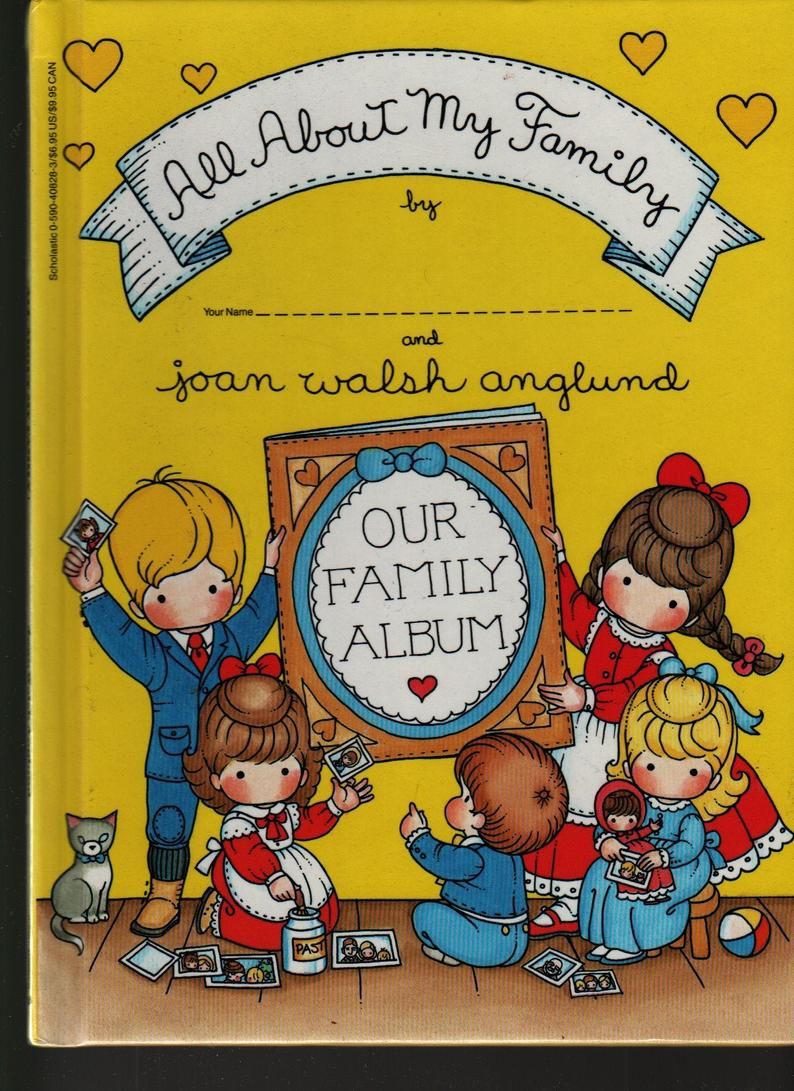 Scholastic 0-590-40828-3/$6.95 US/$9.95 CAN
All About My Family
by
Your Name
and
joan walsh anglund
OUR
FAMILY
ALBUM
PAST